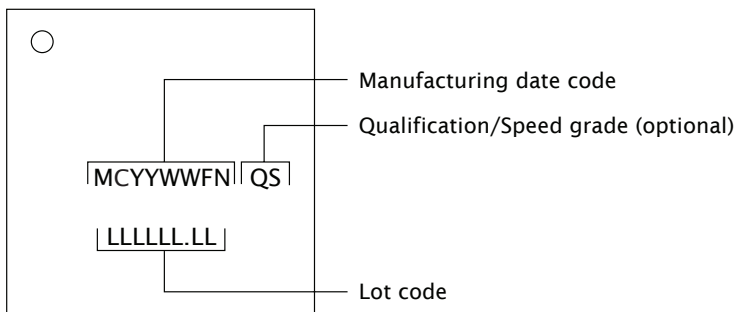 Manufacturing date code
Qualification/Speed grade (optional)
MCYYWWFN QS
LLLLLL.LL
Lot code